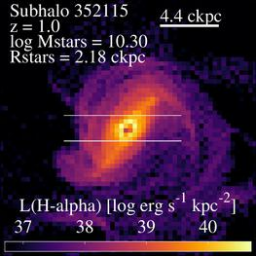 Subhalo 352115
z = 1.0
log Mstars = 10.30
Rstars = 2.18 ckpc
4.4 ckpc
L(H-alpha) [log erg s⁻¹ kpc⁻²]
37 38 39 40